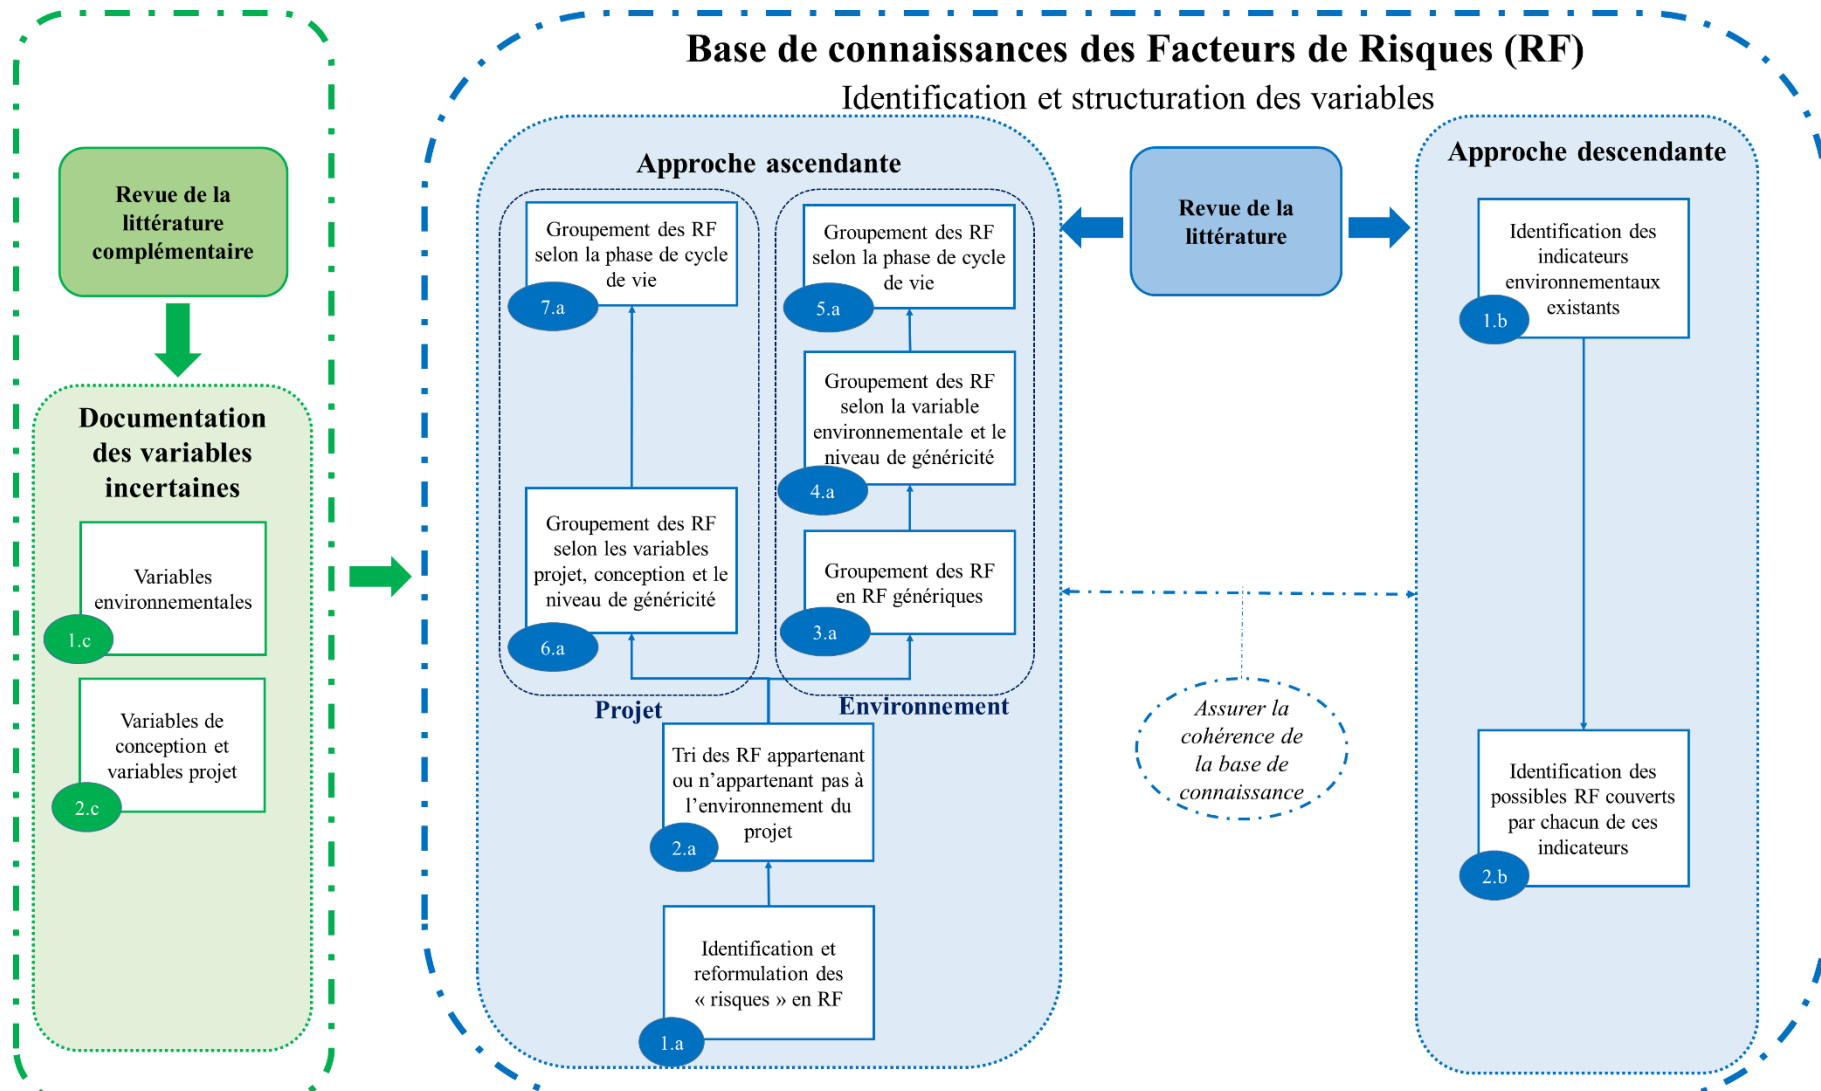 Base de connaissances des Facteurs de Risques (RF)
Identification et structuration des variables
Revue de la
littérature
complémentaire
Documentation
des variables
incertaines
Variables
environnementales
1.c
Variables de
conception et
variables projet
2.c
Approche ascendante
Groupement des RF
selon la phase de cycle
de vie
7.a
Groupement des RF
selon les variables
projet, conception et le
niveau de généricité
6.a
Projet
Groupement des RF
selon la phase de cycle
de vie
5.a
Groupement des RF
selon la variable
environnementale et le
niveau de généricité
4.a
Groupement des RF
en RF génériques
3.a
Environnement
Tri des RF appartenant
ou n’appartenant pas à
l’environnement du
projet
2.a
Identification et
reformulation des
« risques » en RF
1.a
Revue de la
littérature
Assurer la
cohérence de
la base de
connaissance
Approche descendante
Identification des
indicateurs
environnementaux
existants
1.b
Identification des
possibles RF couverts
par chacun de ces
indicateurs
2.b